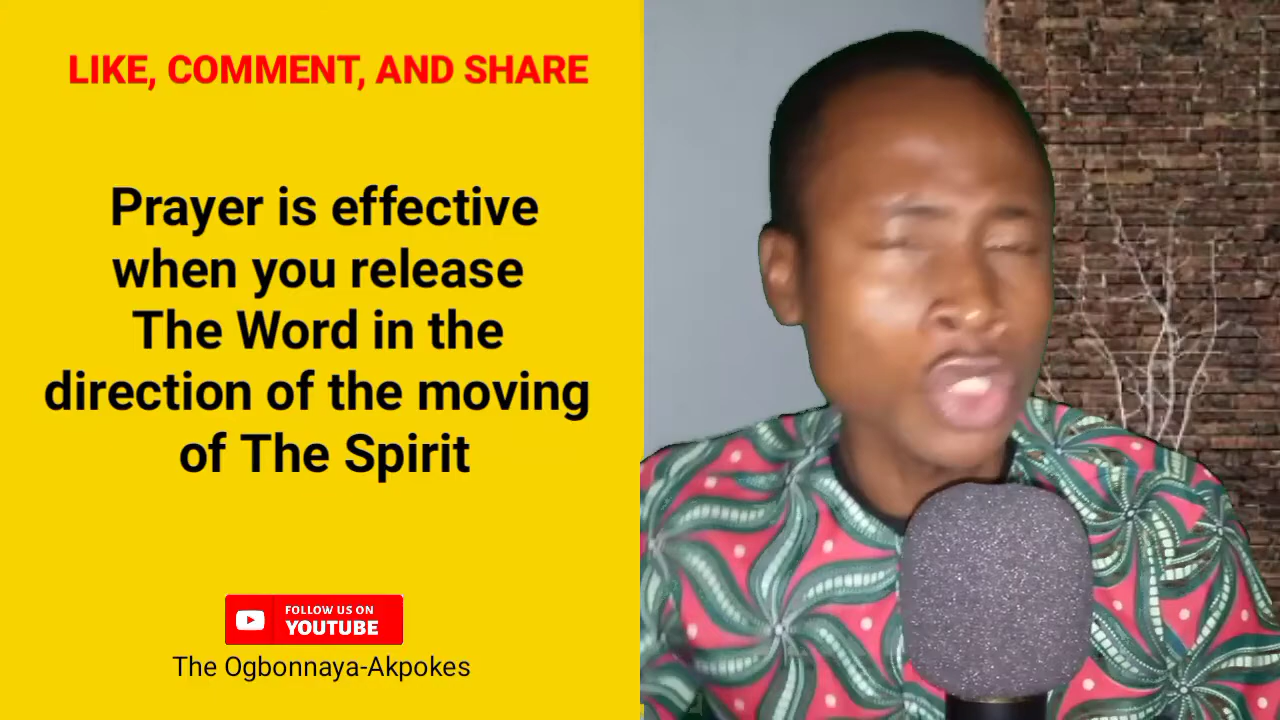 LIKE, COMMENT, AND SHARE
Prayer is effective
when you release
The Word in the
direction of the moving
of The Spirit
FOLLOW US ON
YOUTUBE
The Ogbonnaya-Akpokes